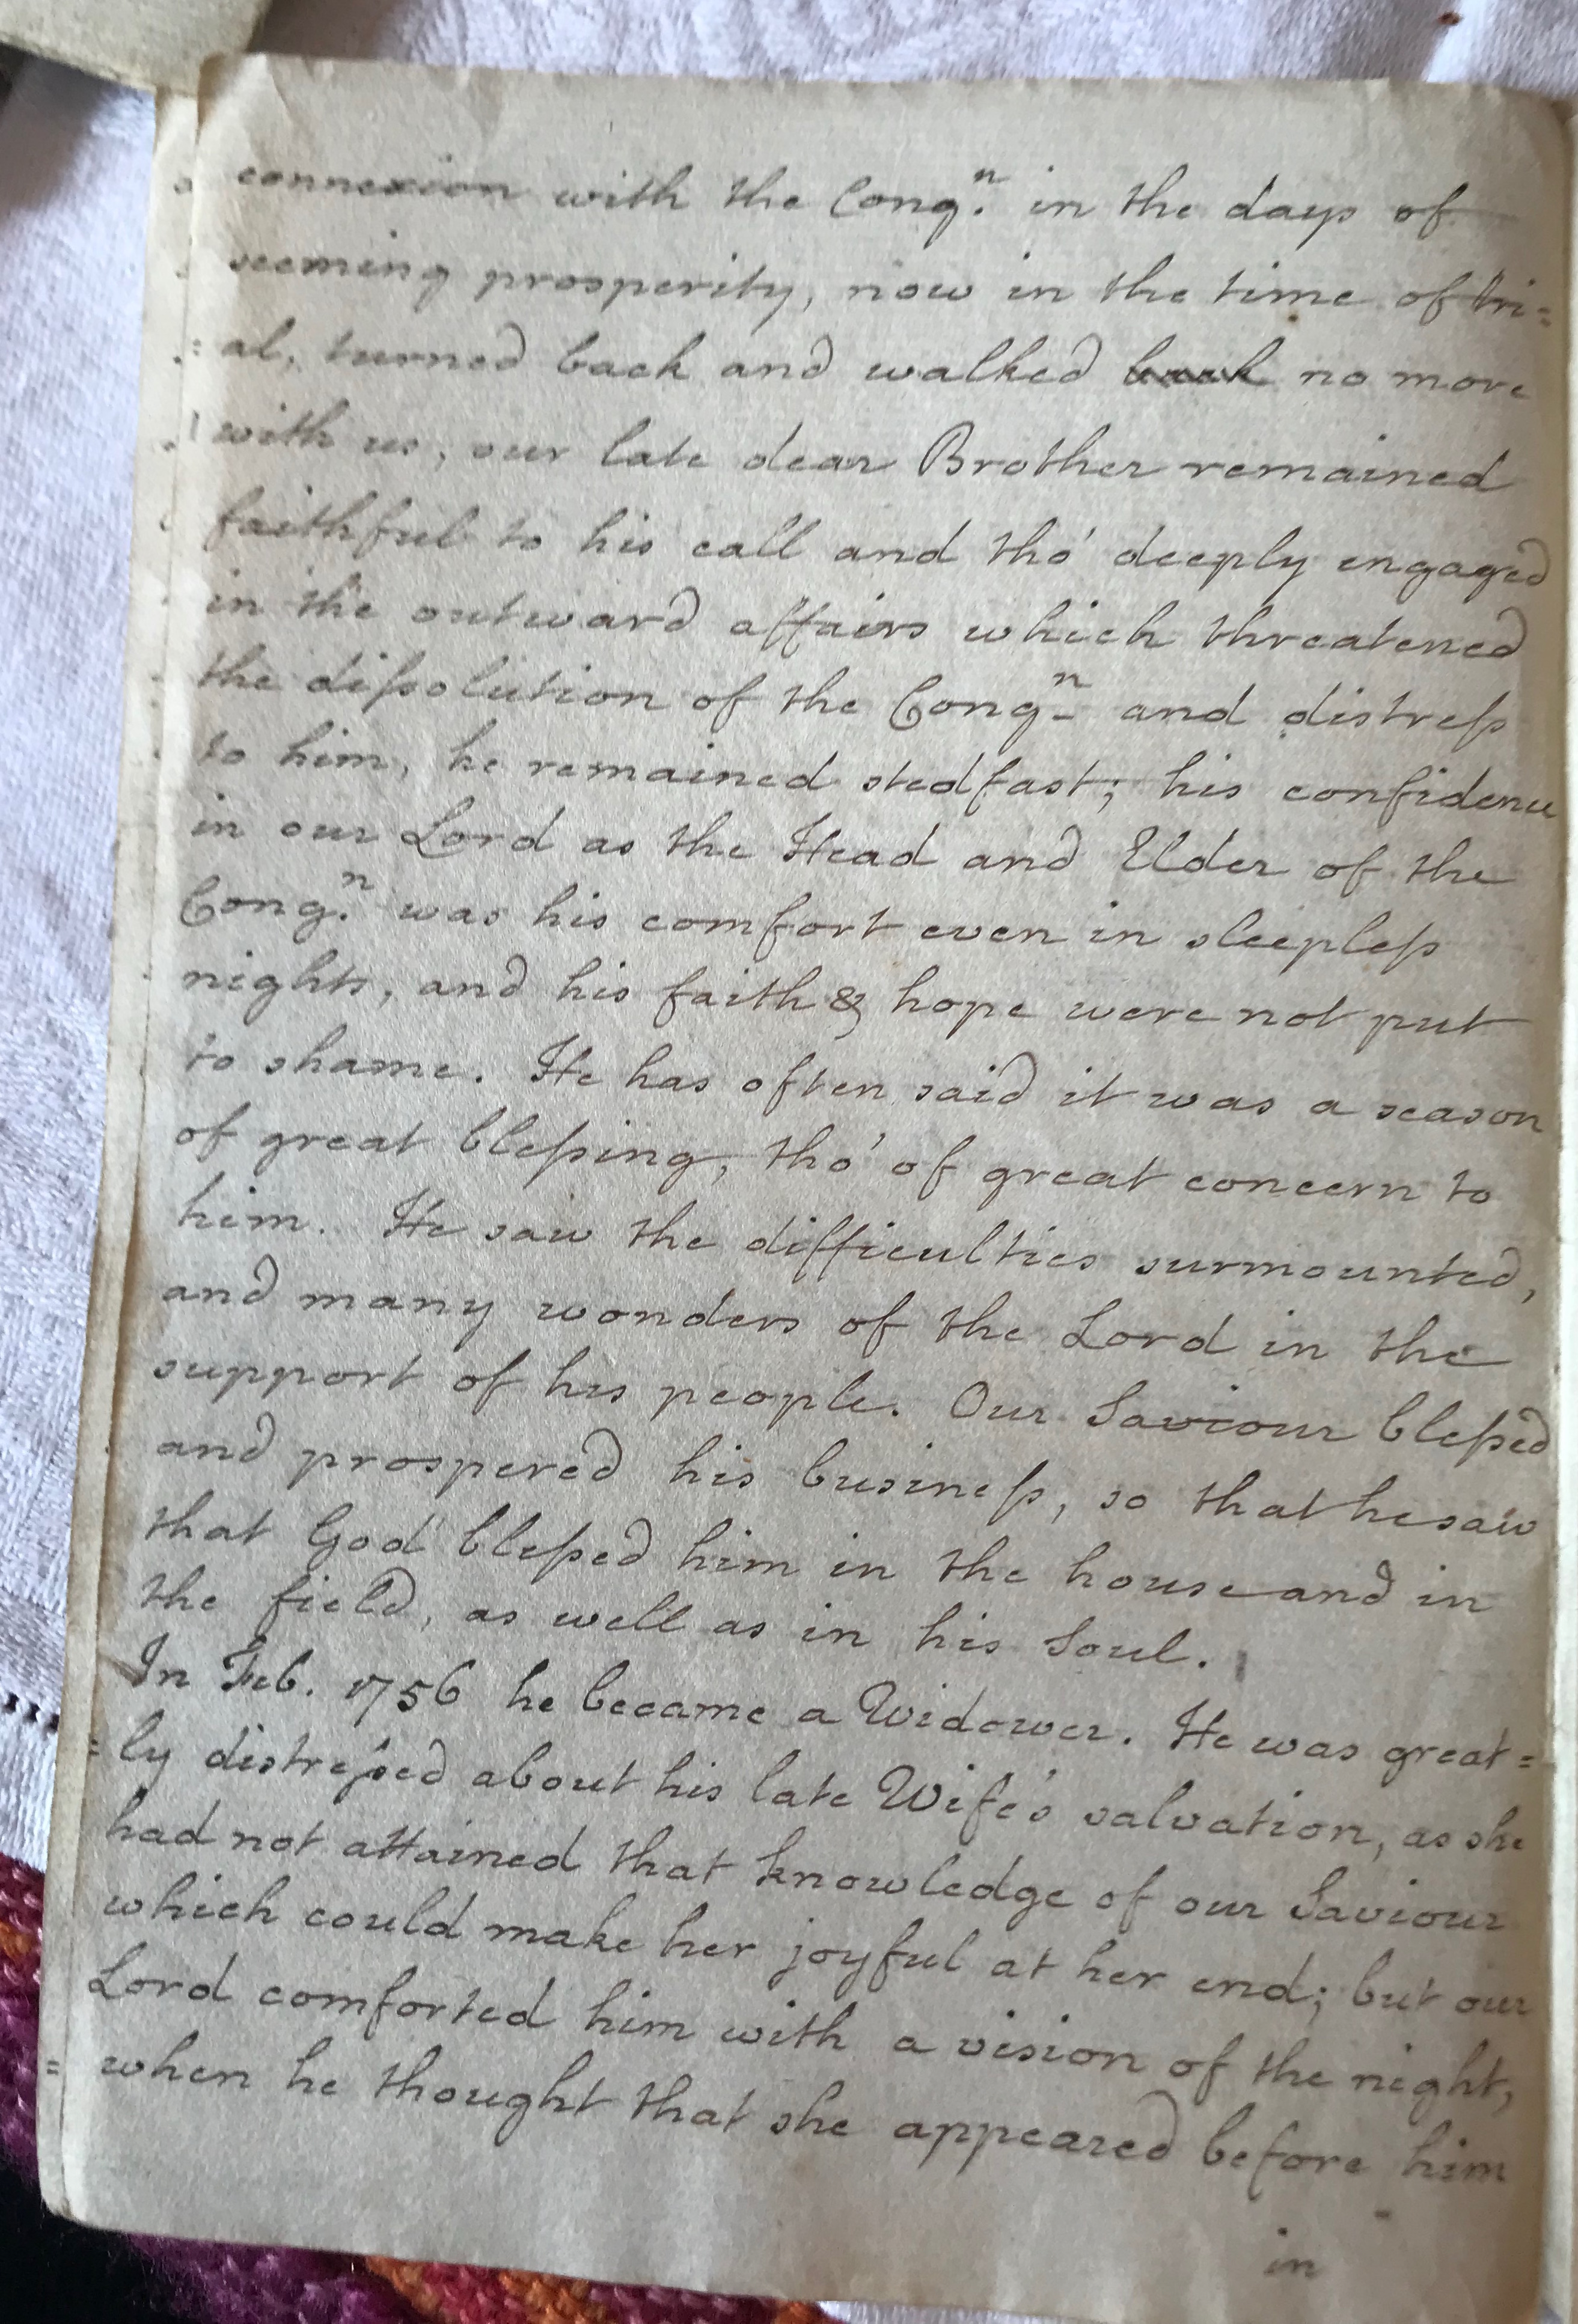 connexion with the Congⁿ. in the days of
seeming prosperity, now in the time of tri=
=al, turned back and walked back no more
with us, our late dear Brother remained
faithful to his call and tho' deeply engaged
in the outward affairs which threatened
the dißolution of the Congⁿ and distreß
to him, he remained stedfast; his confidence
in our Lord as the Head and Elder of the
Congⁿ. was his comfort even in sleepleß
nights, and his faith & hope were not put
to shame. He has often said it was a season
of great bleßing, tho' of great concern to
him. He saw the difficulties surmounted,
and many wonders of the Lord in the
support of his people. Our Saviour bleßed
and prospered his busineß, so that he saw
that God bleßed him in the house and in
the field, as well as in his Soul.
In Feb. 1756 he became a Widower. He was great=
=ly distreßed about his late Wife's salvation, as she
had not attained that knowledge of our Saviour
which could make her joyful at her end; but our
Lord comforted him with a vision of the night,
when he thought that she appeared before him
in